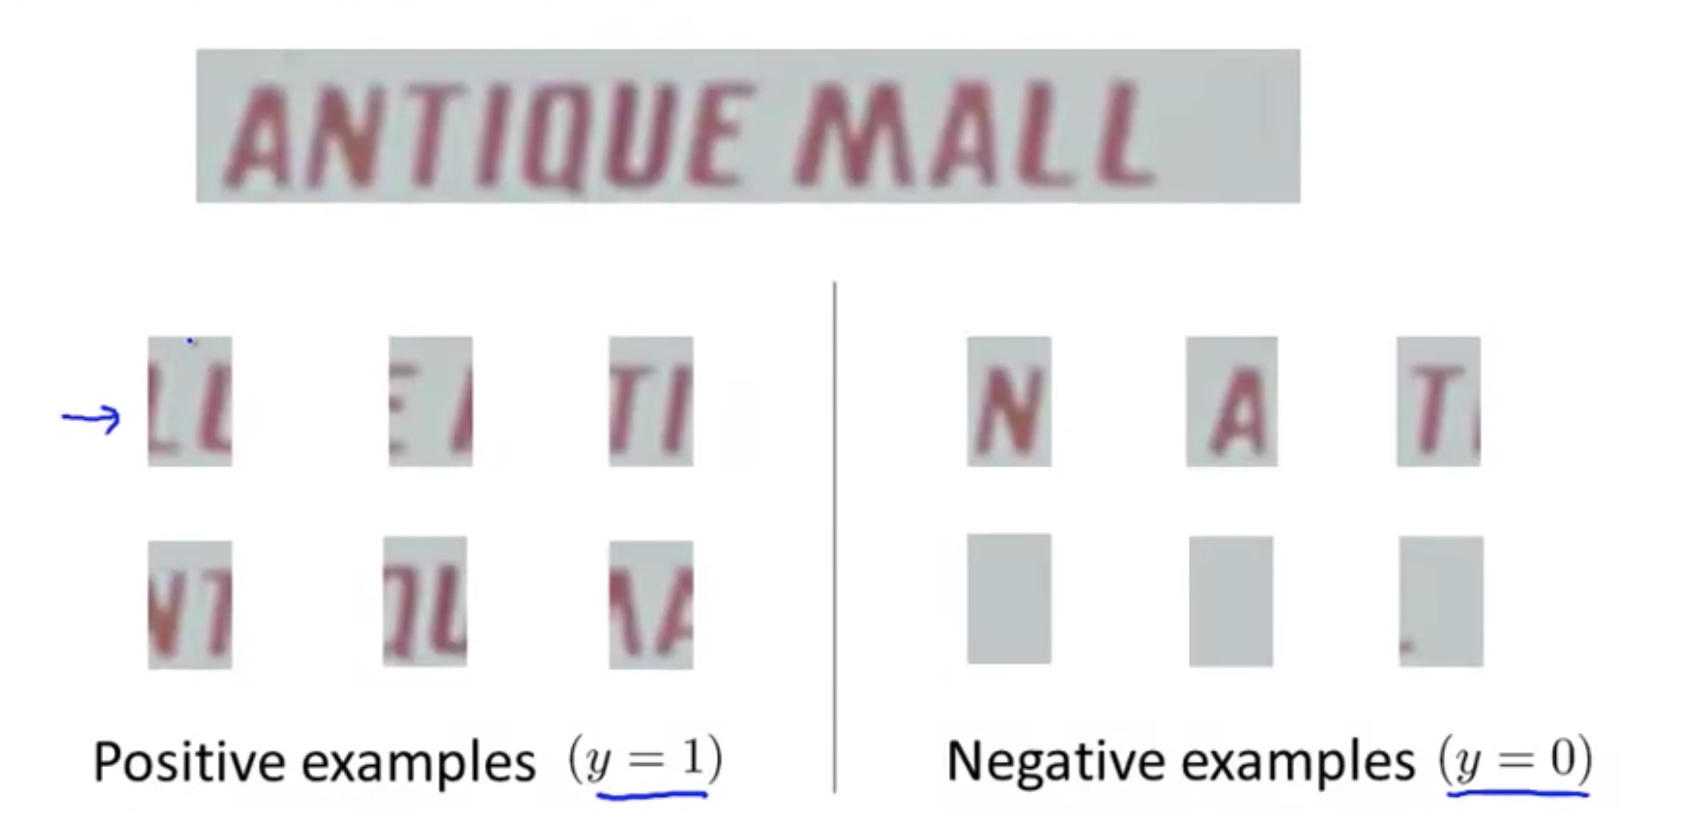 ANTIQUE MALL
LL E TI N A T
NT QU MA
Positive examples (y = 1) Negative examples (y = 0)